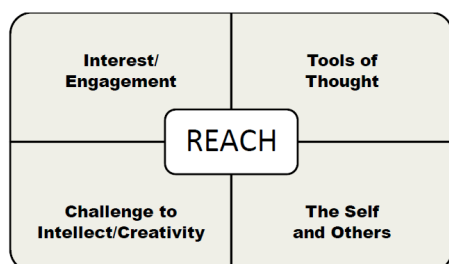 Interest/
Engagement
Tools of
Thought
REACH
Challenge to
Intellect/Creativity
The Self
and Others